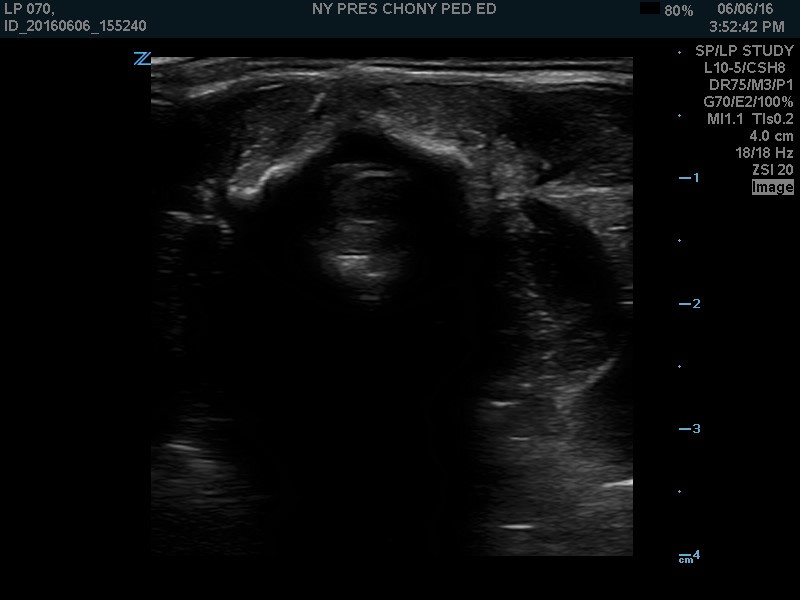 LP 070,
ID_20160606_155240
NY PRES CHONY PED ED
80%
06/06/16
3:52:42 PM
Z
SP/LP STUDY
L10-5/CSH8
DR75/M3/P1
G70/E2/100%
MI1.1 TIs0.2
4.0 cm
18/18 Hz
ZSI 20
Image
1
2
3
4
cm